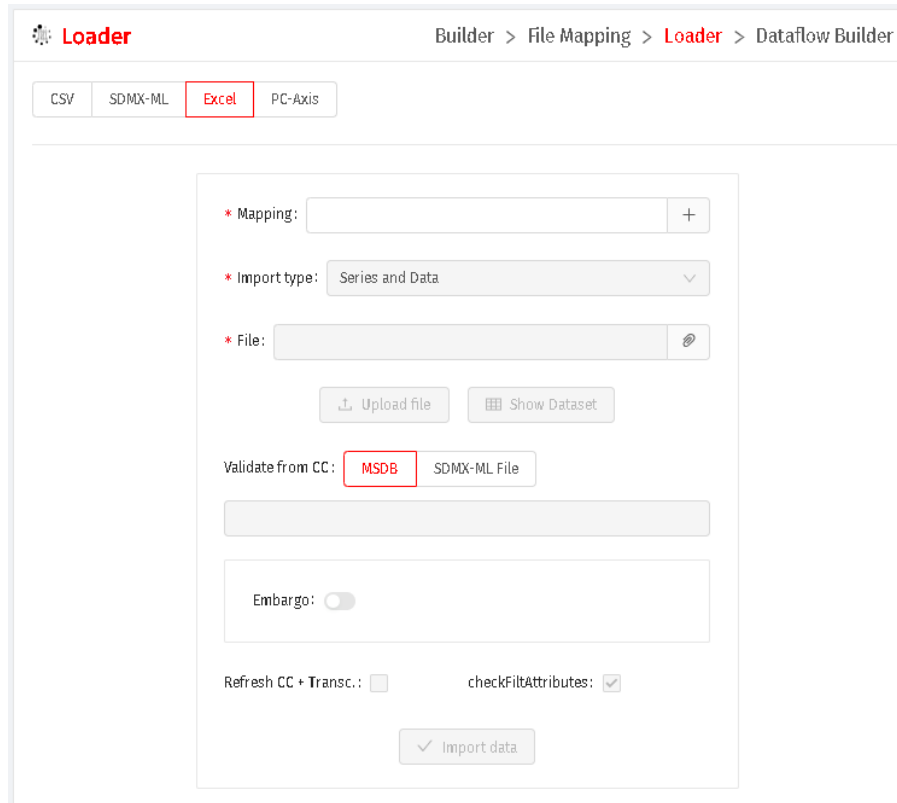 Loader
Builder > File Mapping > Loader > Dataflow Builder
CSV SDMX-ML Excel PC-Axis
* Mapping: +
* Import type: Series and Data
* File:
Upload file Show Dataset
Validate from CC: MSDB SDMX-ML File
Embargo:
Refresh CC + Transc.: checkFiltAttributes:
Import data